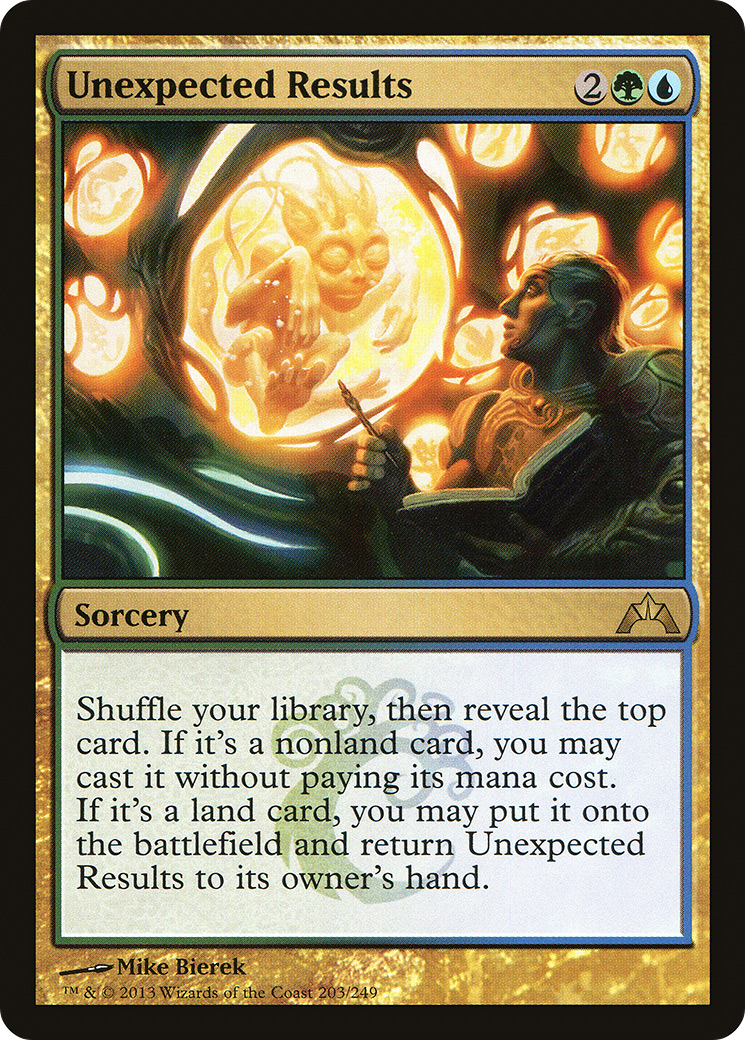 Unexpected Results 2
Sorcery
Shuffle your library, then reveal the top
card. If it's a nonland card, you may
cast it without paying its mana cost.
If it's a land card, you may put it onto
the battlefield and return Unexpected
Results to its owner's hand.
Mike Bierek
™ & © 2013 Wizards of the Coast 203/249